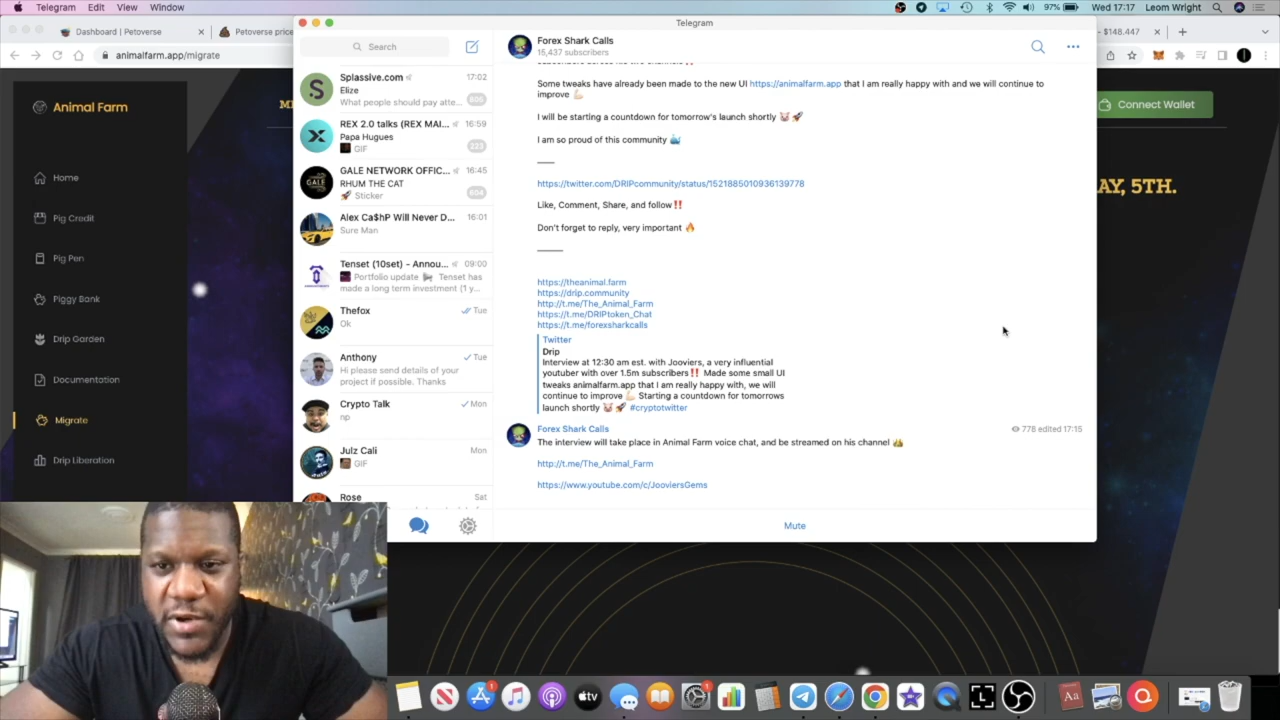 Telegram Edit View Window
97% Wed 17:17 Leom Wright
Telegram
Dashboard | Petoverse
Petoverse price
- $148.447
animalfarm.app/migrate
Animal Farm
Home
Pig Credit
Pig Pen
Piggy Bank
Drip Garden
Documentation
Migrate
Drip Liberation
Connect Wallet
AY, 5TH.
Search
Splassive.com 17:02
Elize
What people should pay atte... 605
REX 2.0 talks (REX MAI... 16:59
Papa Hugues
GIF 223
GALE NETWORK OFFIC... 16:45
RHUM THE CAT
🚀 Sticker 604
Alex Ca$hP Will Never D... 16:01
Sure Man
Tenset (10set) - Annou... 09:00
Portfolio update Tenset has
made a long term investment (1 y...
Thefox Tue
Ok
Anthony Tue
Hi please send details of your
project if possible. Thanks
Crypto Talk Mon
np
Julz Cali Mon
GIF
Rose Sat
Forex Shark Calls
15,437 subscribers
Some tweaks have already been made to the new UI https://animalfarm.app that I am really happy with and we will continue to
improve 💪🏻
I will be starting a countdown for tomorrow's launch shortly 🐷 🚀
I am so proud of this community 🐳
https://twitter.com/DRIPcommunity/status/1521885010936139778
Like, Comment, Share, and follow‼️
Don't forget to reply, very important 🔥
https://theanimal.farm
https://drip.community
http://t.me/The_Animal_Farm
https://t.me/DRIPtoken_Chat
https://t.me/forexsharkcalls
Twitter
Drip
Interview at 12:30 am est. with Jooviers, a very influential
youtuber with over 1.5m subscribers‼️ Made some small UI
tweaks animalfarm.app that I am really happy with, we will
continue to improve 💪🏻 Starting a countdown for tomorrows
launch shortly 🐷 🚀 #cryptotwitter
Forex Shark Calls 778 edited 17:15
The interview will take place in Animal Farm voice chat, and be streamed on his channel
http://t.me/The_Animal_Farm
https://www.youtube.com/c/JooviersGems
Mute